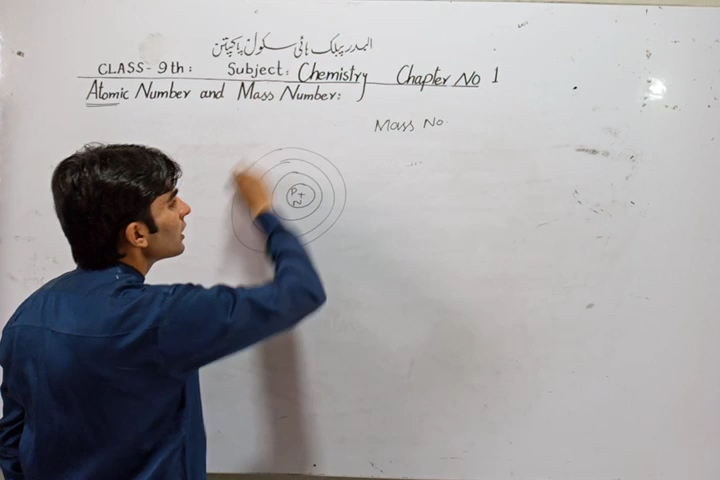 البدر پبلک ہائی سکول پاکپتن
CLASS-9th: Subject: Chemistry Chapter No 1
Atomic Number and Mass Number:
Mass No.
P+
N